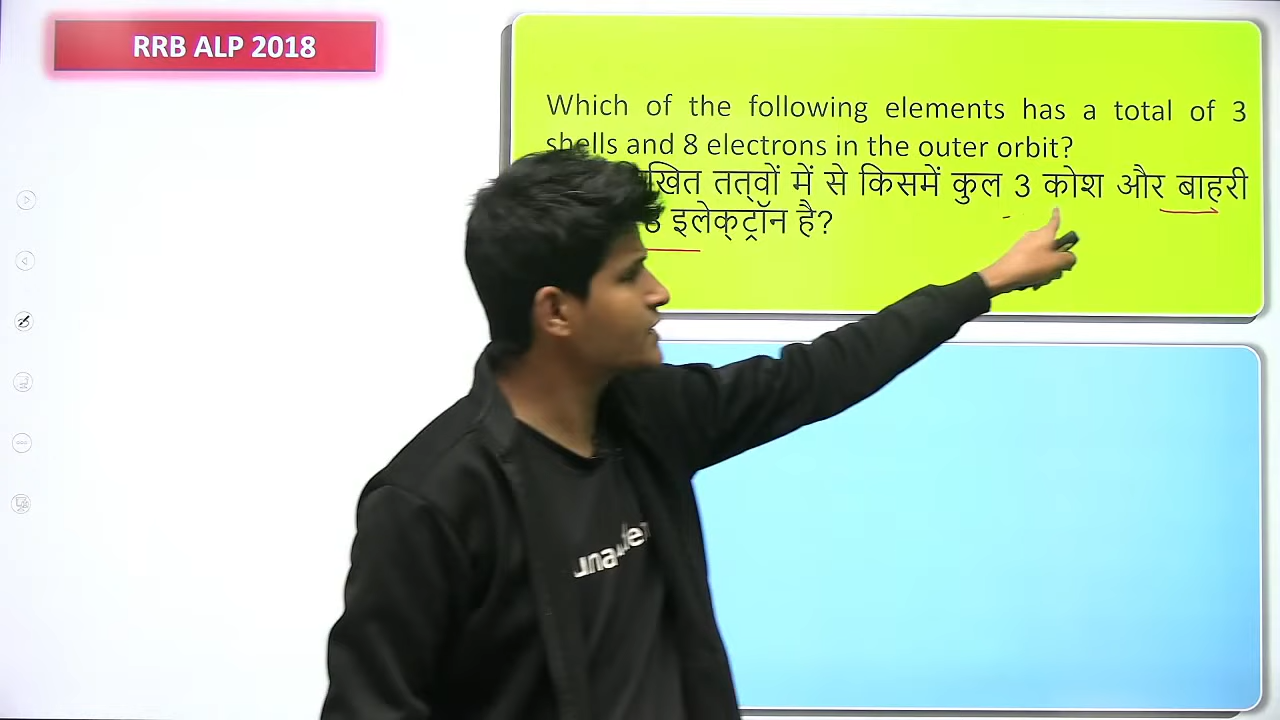 RRB ALP 2018
Which of the following elements has a total of 3
shells and 8 electrons in the outer orbit?
तत्वों में से किसमें कुल 3 कोश और बाहरी
8 इलेक्ट्रॉन है?